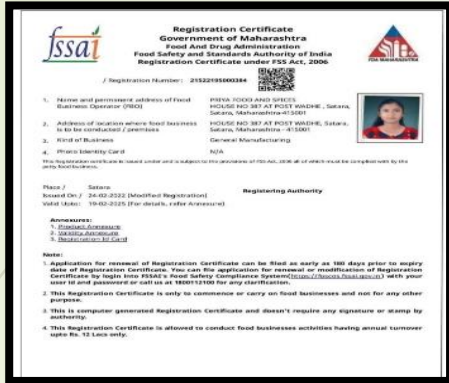 fssai
Registration Certificate
Government of Maharashtra
Food And Drug Administration
Food Safety and Standards Authority of India
Registration Certificate under FSS Act, 2006
FDA MAHARASHTRA
/ Registration Number: 21522195000384
1. Name and permanent address of Food Business Operator (FBO)
PRIYA FOOD AND SPICES
HOUSE NO 387 AT POST WADHE, Satara,
Satara, Maharashtra-415001
2. Address of location where food business is to be conducted / premises
HOUSE NO 387 AT POST WADHE, Satara,
Satara, Maharashtra - 415001
3. Kind of Business
General Manufacturing
4. Photo Identity Card
N/A
This Registration certificate is issued under and is subject to the provisions of FSS Act, 2006 all of which must be complied with by the
petty food business.
Place / Satara
Issued On / 24-02-2022 (Modified Registration)
Valid Upto: 19-02-2025 (For details, refer Annexure)
Registering Authority
Annexures:
1. Product Annexure
2. Validity Annexure
3. Registration Id Card
Note:
1. Application for renewal of Registration Certificate can be filed as early as 180 days prior to expiry
date of Registration Certificate. You can file application for renewal or modification of Registration
Certificate by login into FSSAI's Food Safety Compliance System(https://foscos.fssai.gov.in) with your
user id and password or call us at 1800112100 for any clarification.
2. This Registration Certificate is only to commence or carry on food businesses and not for any other
purpose.
3. This is computer generated Registration Certificate and doesn't require any signature or stamp by
authority.
4. This Registration Certificate is allowed to conduct food businesses activities having annual turnover
upto Rs. 12 Lacs only.